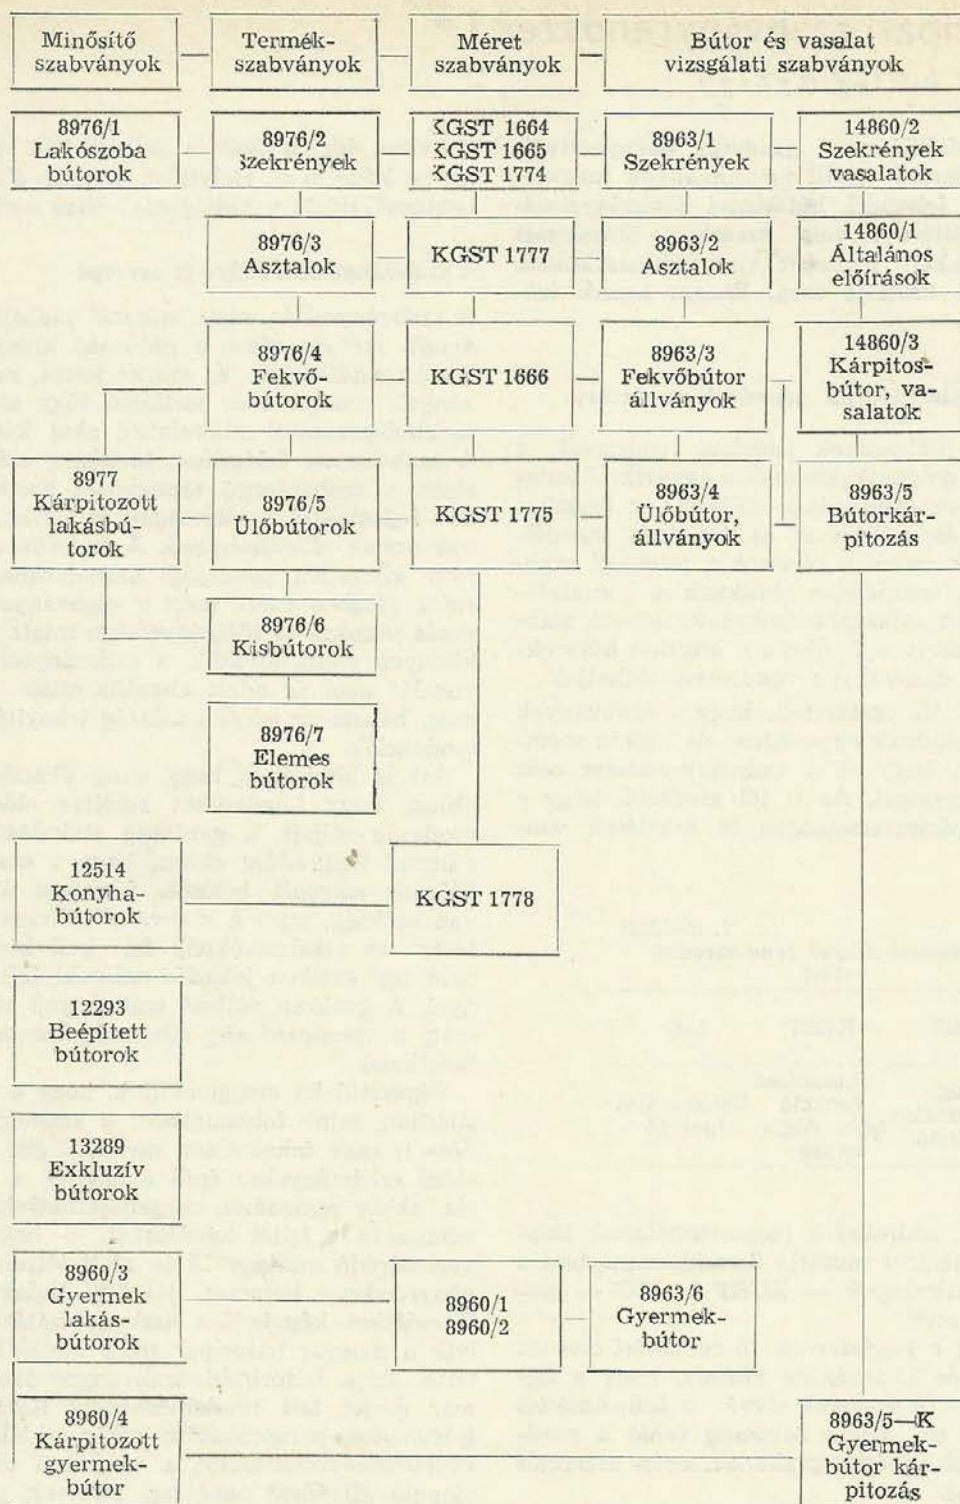 Minősítő
szabványok
Termék-
szabványok
Méret
szabványok
Bútor és vasalat
vizsgálati szabványok
8976/1
Lakószoba
bútorok
8976/2
Szekrények
KGST 1664
KGST 1665
KGST 1774
8963/1
Szekrények
14860/2
Szekrények
vasalatok
8976/3
Asztalok
KGST 1777
8963/2
Asztalok
14860/1
Általános
előírások
8976/4
Fekvő-
bútorok
KGST 1666
8963/3
Fekvőbútor
állványok
14860/3
Kárpitos-
bútor, va-
salatok
8977
Kárpitozott
lakásbú-
torok
8976/5
Ülőbútorok
KGST 1775
8963/4
Ülőbútor,
állványok
8963/5
Bútorkár-
pitozás
8976/6
Kisbútorok
8976/7
Elemes
bútorok
12514
Konyha-
bútorok
KGST 1778
12293
Beépített
bútorok
13289
Exkluzív
bútorok
8960/3
Gyermek
lakás-
bútorok
8960/1
8960/2
8963/6
Gyermek-
bútor
8960/4
Kárpitozott
gyermek-
bútor
8963/5—K
Gyermek-
bútor kár-
pitozás